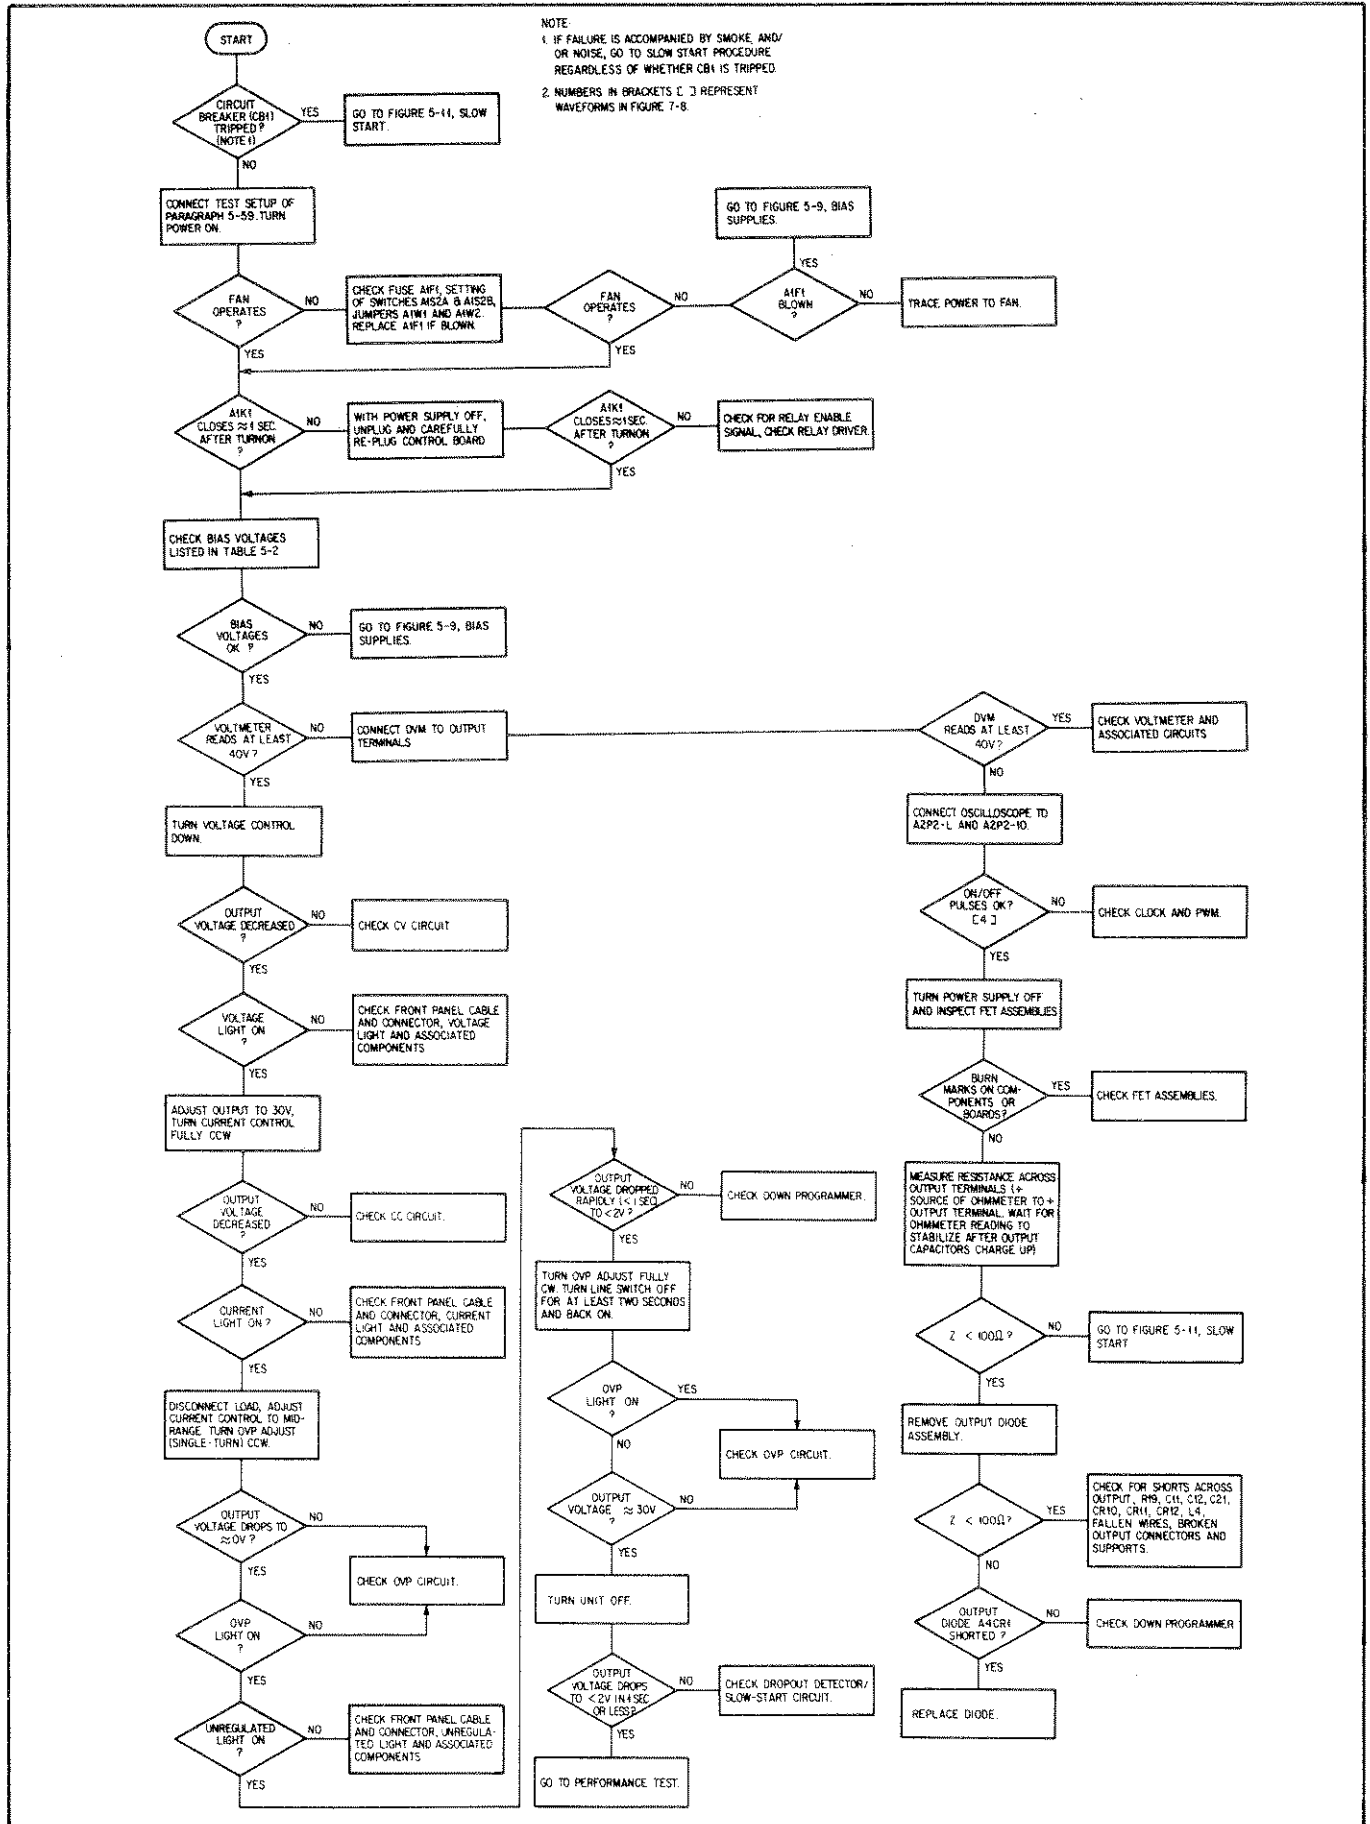 START
NOTE:
1. IF FAILURE IS ACCOMPANIED BY SMOKE, AND/
OR NOISE, GO TO SLOW START PROCEDURE
REGARDLESS OF WHETHER CB1 IS TRIPPED.
2. NUMBERS IN BRACKETS [ ] REPRESENT
WAVEFORMS IN FIGURE 7-8.
CIRCUIT
BREAKER (CB1)
TRIPPED?
(NOTE 1)
YES
GO TO FIGURE 5-11, SLOW
START.
NO
CONNECT TEST SETUP OF
PARAGRAPH 5-59. TURN
POWER ON.
FAN
OPERATES
?
NO
CHECK FUSE A1F1, SETTING
OF SWITCHES A1S2A & A1S2B,
JUMPERS A1W1 AND A1W2.
REPLACE A1F1 IF BLOWN.
FAN
OPERATES
?
NO
A1F1
BLOWN
?
YES
GO TO FIGURE 5-9, BIAS
SUPPLIES.
NO
TRACE POWER TO FAN.
YES
YES
A1K1
CLOSES ≈1 SEC.
AFTER TURNON
?
NO
WITH POWER SUPPLY OFF,
UNPLUG AND CAREFULLY
RE-PLUG CONTROL BOARD
A1K1
CLOSES ≈1 SEC.
AFTER TURNON
?
NO
CHECK FOR RELAY ENABLE
SIGNAL, CHECK RELAY DRIVER.
YES
YES
CHECK BIAS VOLTAGES
LISTED IN TABLE 5-2
BIAS
VOLTAGES
OK ?
NO
GO TO FIGURE 5-9, BIAS
SUPPLIES.
YES
VOLTMETER
READS AT LEAST
40V?
NO
CONNECT DVM TO OUTPUT
TERMINALS
YES
TURN VOLTAGE CONTROL
DOWN.
OUTPUT
VOLTAGE DECREASED
?
NO
CHECK CV CIRCUIT
YES
VOLTAGE
LIGHT ON
?
NO
CHECK FRONT PANEL CABLE
AND CONNECTOR, VOLTAGE
LIGHT AND ASSOCIATED
COMPONENTS
YES
ADJUST OUTPUT TO 30V,
TURN CURRENT CONTROL
FULLY CCW
OUTPUT
VOLTAGE
DECREASED
?
NO
CHECK CC CIRCUIT.
YES
CURRENT
LIGHT ON?
NO
CHECK FRONT PANEL CABLE
AND CONNECTOR, CURRENT
LIGHT AND ASSOCIATED
COMPONENTS
YES
DISCONNECT LOAD, ADJUST
CURRENT CONTROL TO MID-
RANGE. TURN OVP ADJUST
(SINGLE-TURN) CCW.
OUTPUT
VOLTAGE DROPS TO
≈0V?
NO
CHECK OVP CIRCUIT.
YES
OVP
LIGHT ON
?
NO
YES
UNREGULATED
LIGHT ON
?
NO
CHECK FRONT PANEL CABLE
AND CONNECTOR, UNREGULA-
TED LIGHT AND ASSOCIATED
COMPONENTS
YES
OUTPUT
VOLTAGE DROPPED
RAPIDLY (<1 SEC)
TO <2V?
NO
CHECK DOWN PROGRAMMER.
YES
TURN OVP ADJUST FULLY
CW. TURN LINE SWITCH OFF
FOR AT LEAST TWO SECONDS
AND BACK ON.
OVP
LIGHT ON
?
YES
CHECK OVP CIRCUIT.
NO
OUTPUT
VOLTAGE ≈30V
?
NO
YES
TURN UNIT OFF.
OUTPUT
VOLTAGE DROPS
TO <2V IN 1 SEC
OR LESS?
NO
CHECK DROPOUT DETECTOR/
SLOW-START CIRCUIT.
YES
GO TO PERFORMANCE TEST.
DVM
READS AT LEAST
40V?
YES
CHECK VOLTMETER AND
ASSOCIATED CIRCUITS
NO
CONNECT OSCILLOSCOPE TO
A2P2-L AND A2P2-10.
ON/OFF
PULSES OK?
[4]
NO
CHECK CLOCK AND PWM.
YES
TURN POWER SUPPLY OFF
AND INSPECT FET ASSEMBLIES
BURN
MARKS ON COM-
PONENTS OR
BOARDS?
YES
CHECK FET ASSEMBLIES.
NO
MEASURE RESISTANCE ACROSS
OUTPUT TERMINALS (+
SOURCE OF OHMMETER TO +
OUTPUT TERMINAL. WAIT FOR
OHMMETER READING TO
STABILIZE AFTER OUTPUT
CAPACITORS CHARGE UP)
Z < 100Ω?
NO
GO TO FIGURE 5-11, SLOW
START
YES
REMOVE OUTPUT DIODE
ASSEMBLY.
Z < 100Ω?
YES
CHECK FOR SHORTS ACROSS
OUTPUT, R19, C11, C12, C21,
CR10, CR11, CR12, L4,
FALLEN WIRES, BROKEN
OUTPUT CONNECTORS AND
SUPPORTS.
NO
OUTPUT
DIODE A4CR1
SHORTED ?
NO
CHECK DOWN PROGRAMMER
YES
REPLACE DIODE.